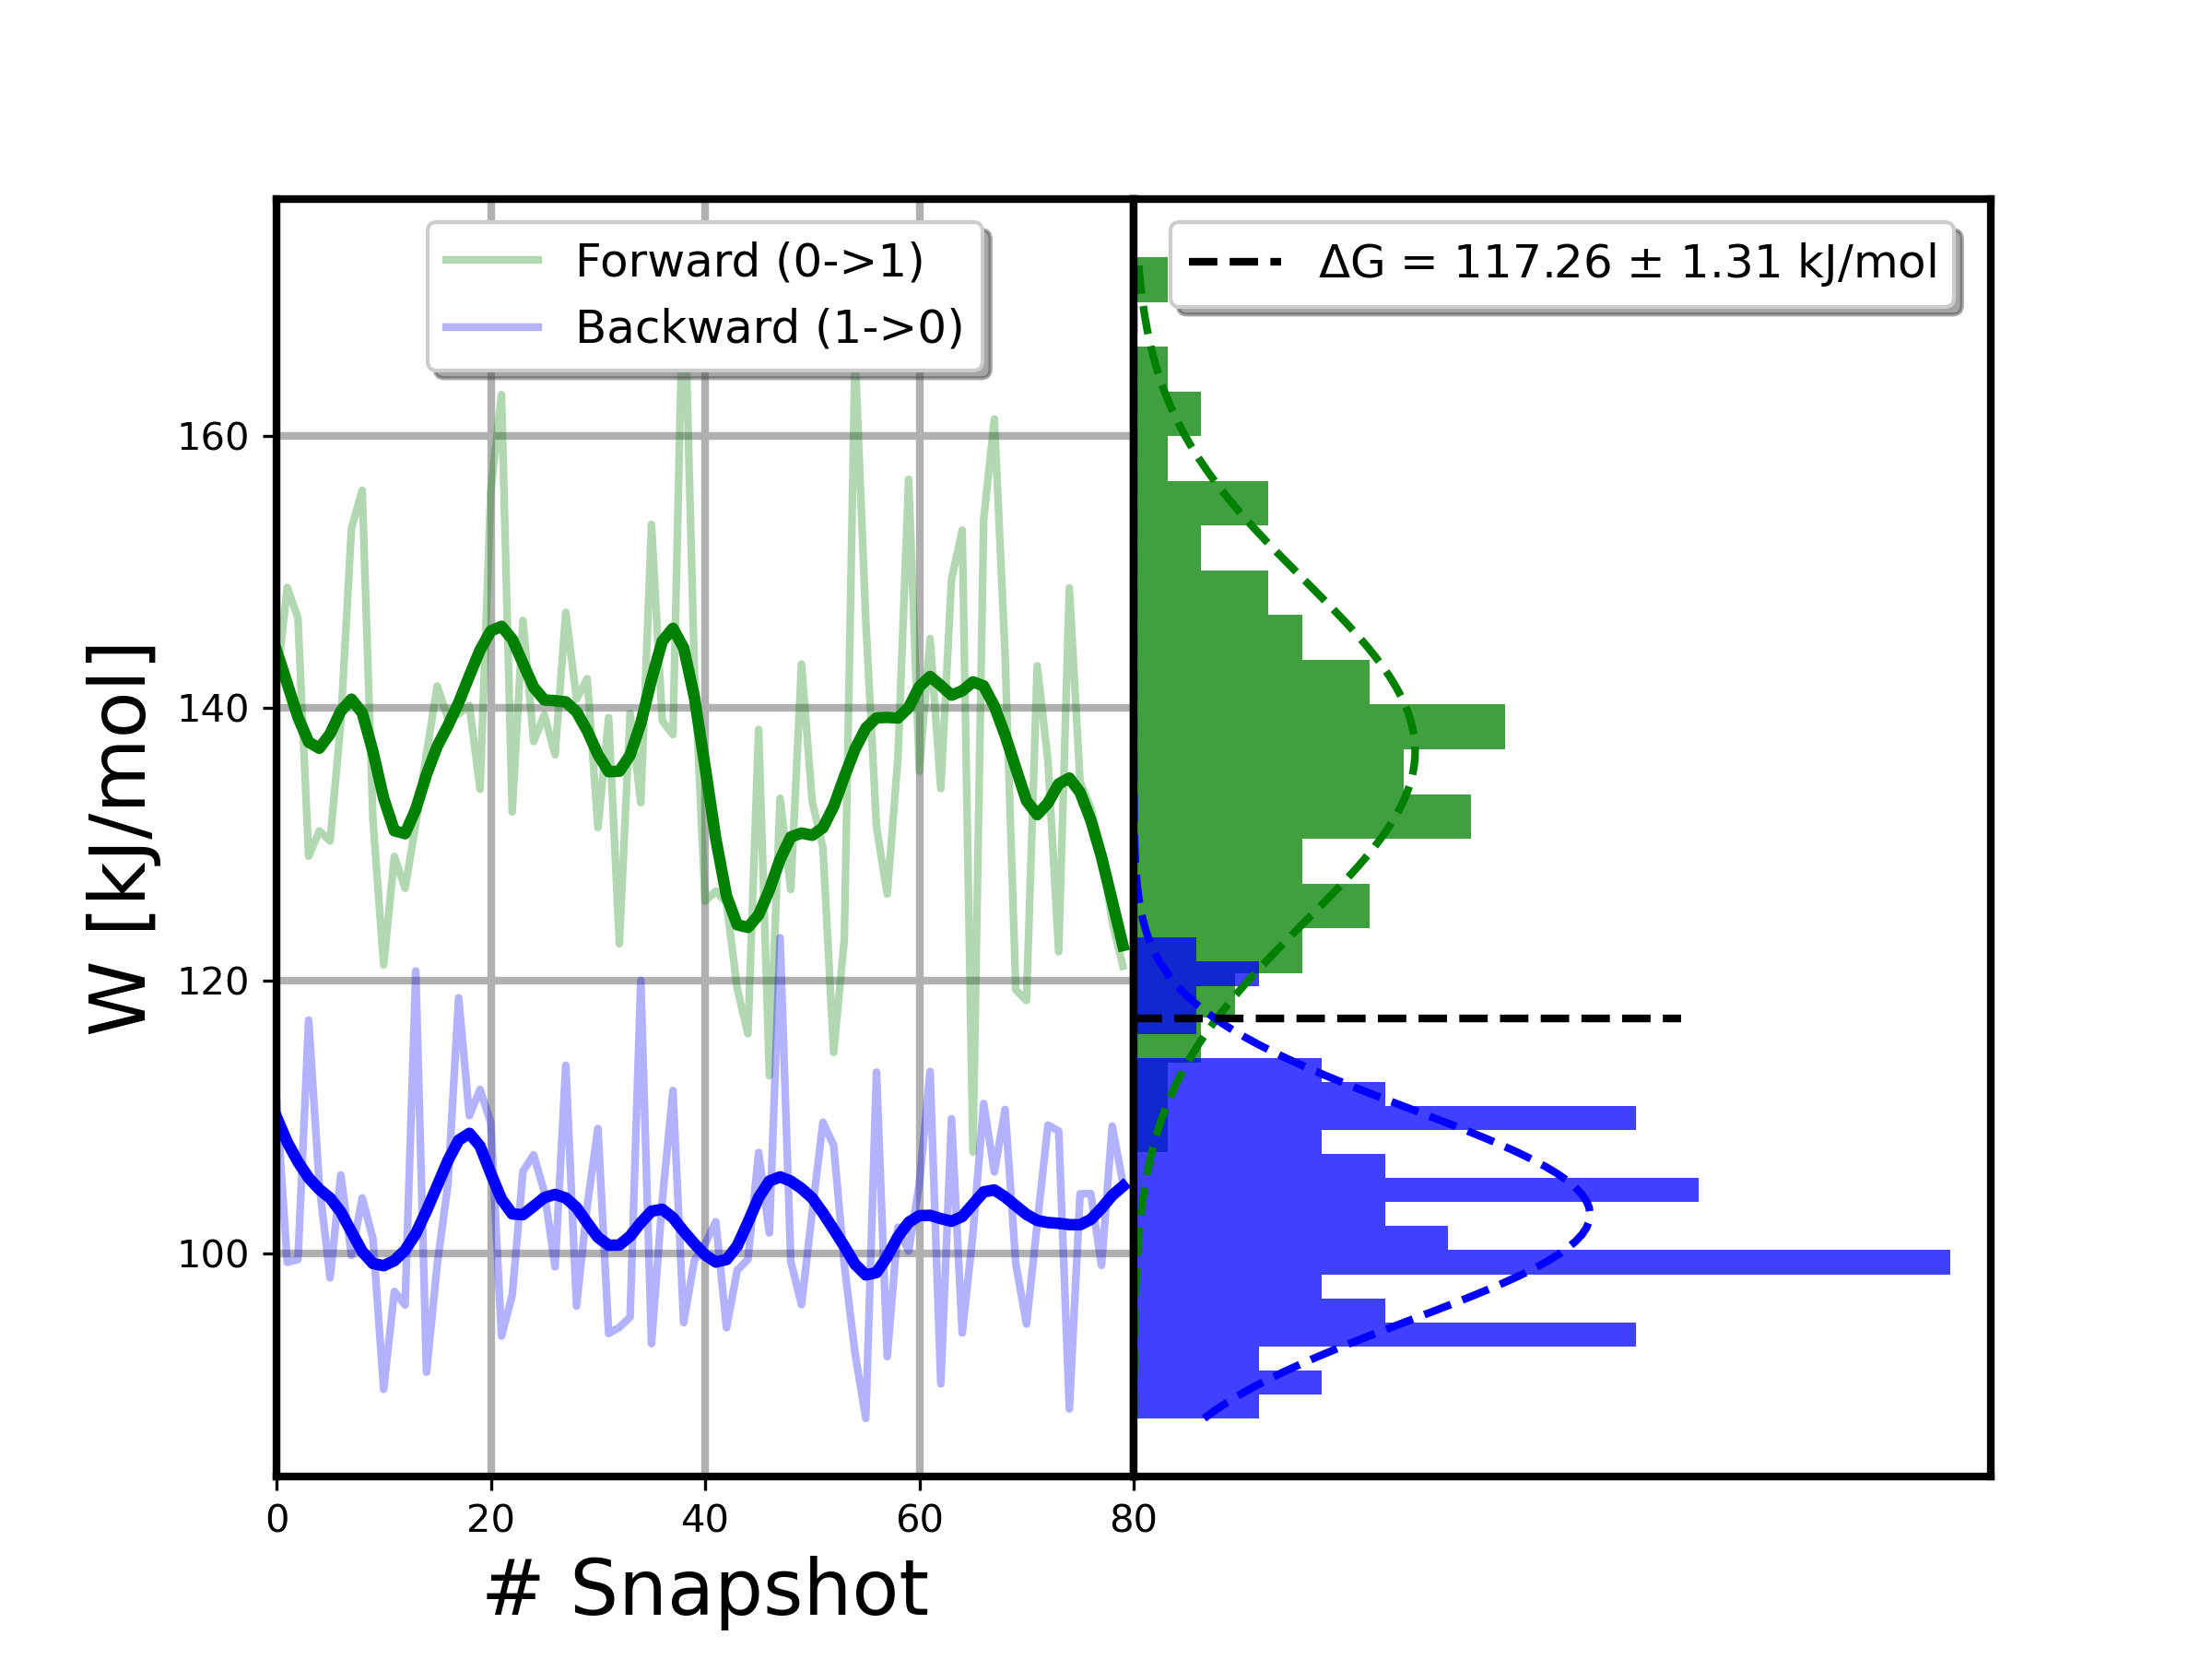 Forward (0->1)
Backward (1->0)
ΔG = 117.26 ± 1.31 kJ/mol
160
140
120
100
W [kJ/mol]
0 20 40 60 80
# Snapshot